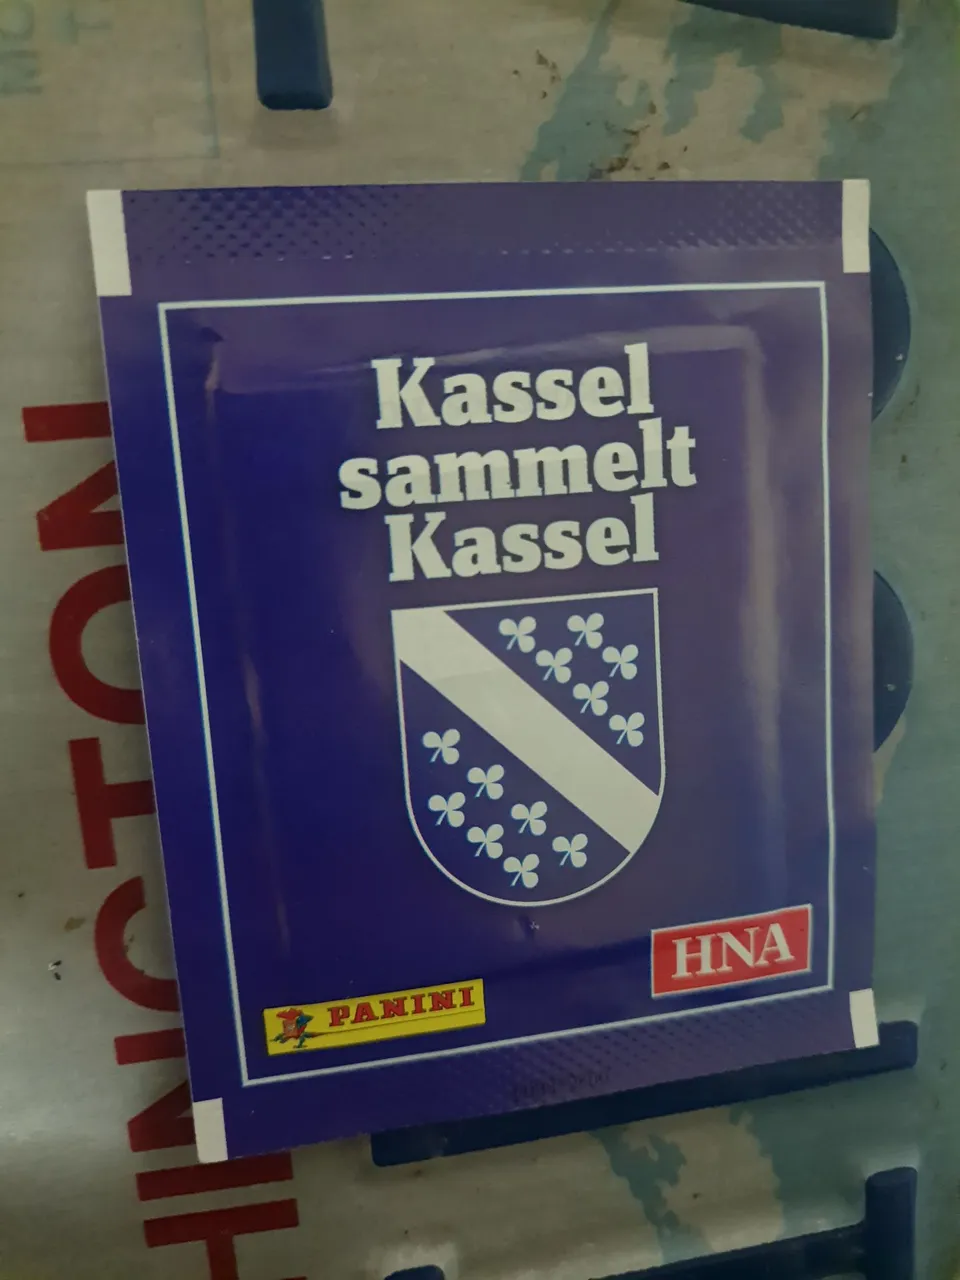 Kassel
sammelt
Kassel
HNA
PANINI